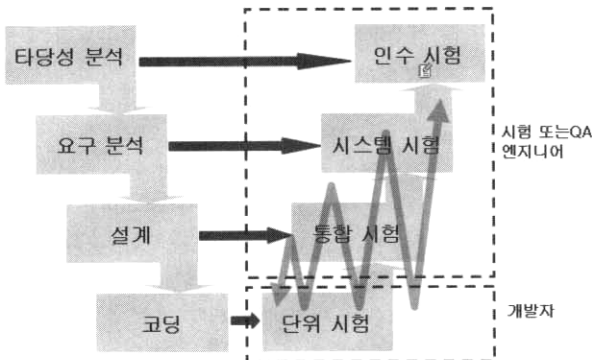 타당성 분석
인수 시험
요구 분석
시스템 시험
시험 또는QA
엔지니어
설계
통합 시험
코딩
단위 시험
개발자